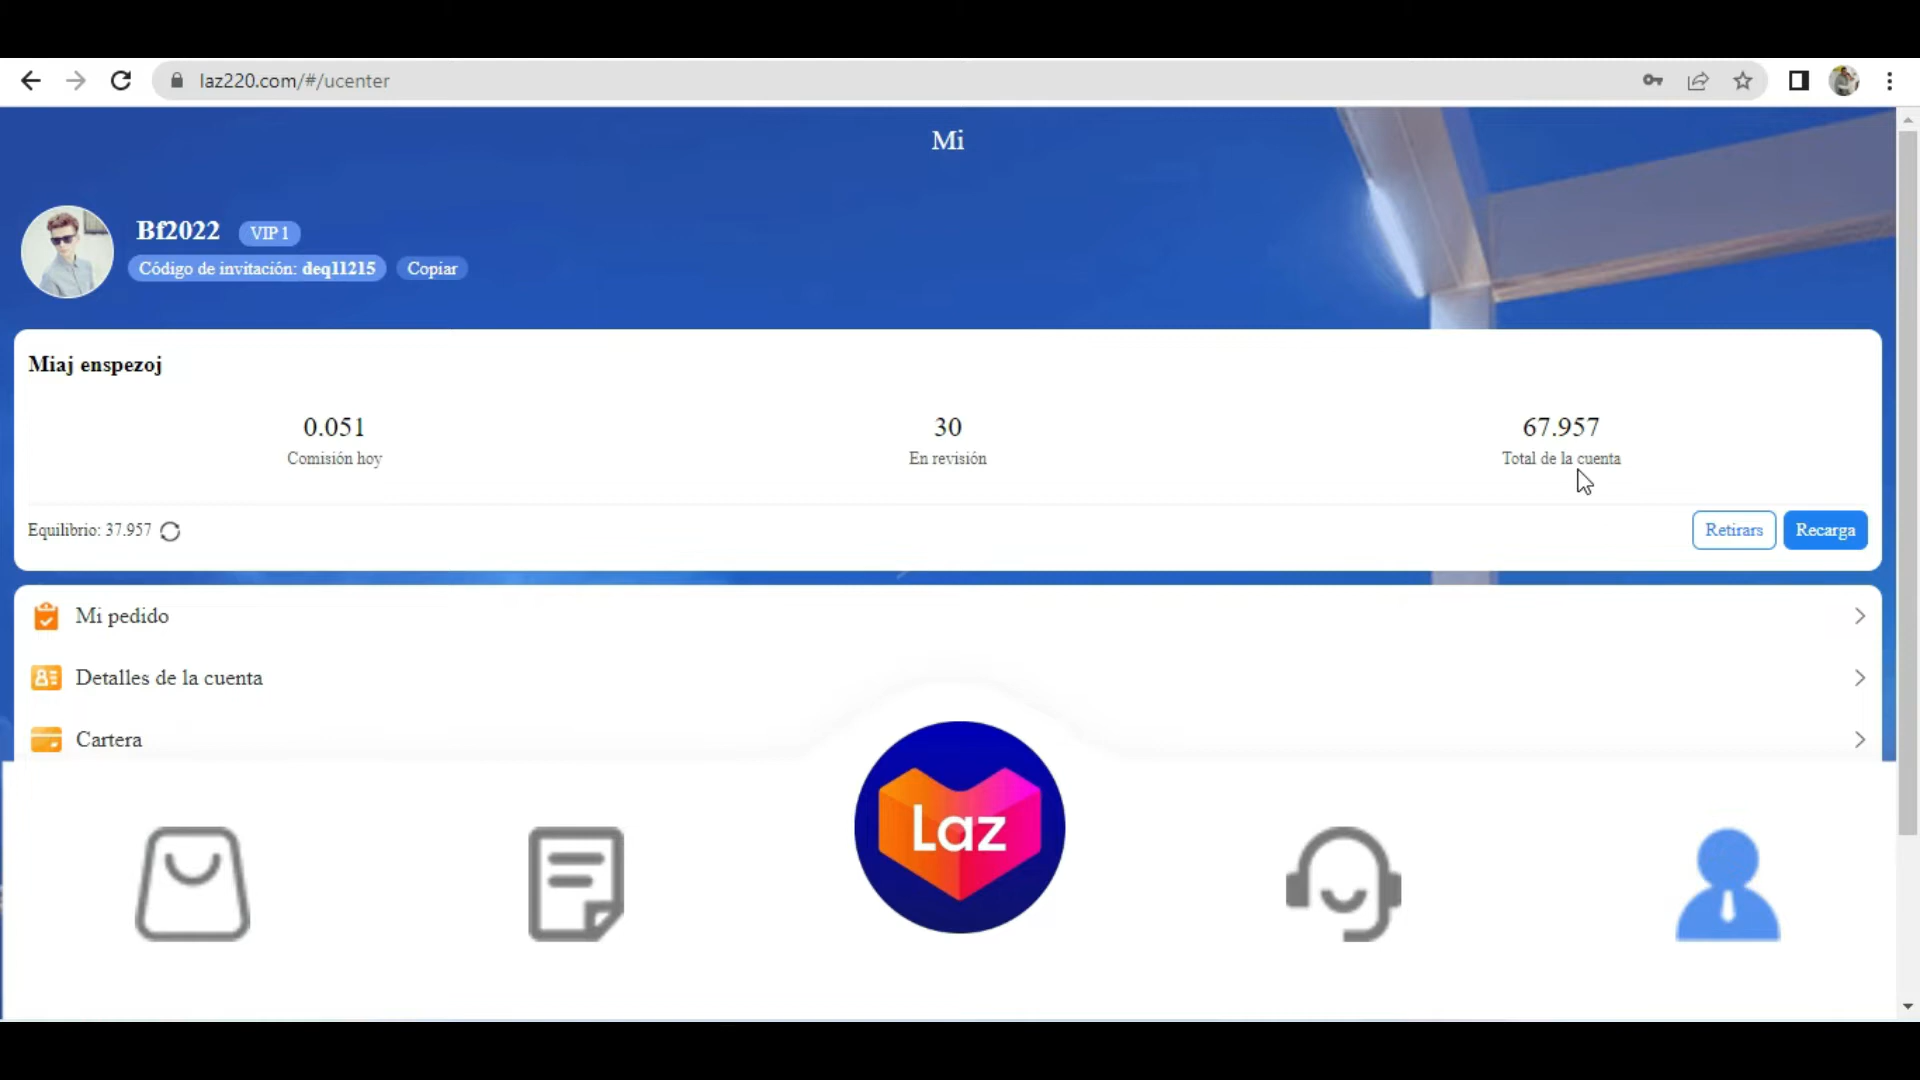 laz220.com/#/ucenter
Mi
Bf2022 VIP 1
Código de invitación: deq11215 Copiar
Miaj enspezoj
0.051 30 67.957
Comisión hoy En revisión Total de la cuenta
Equilibrio: 37.957 Retirars Recarga
Mi pedido
Detalles de la cuenta
Cartera
Laz